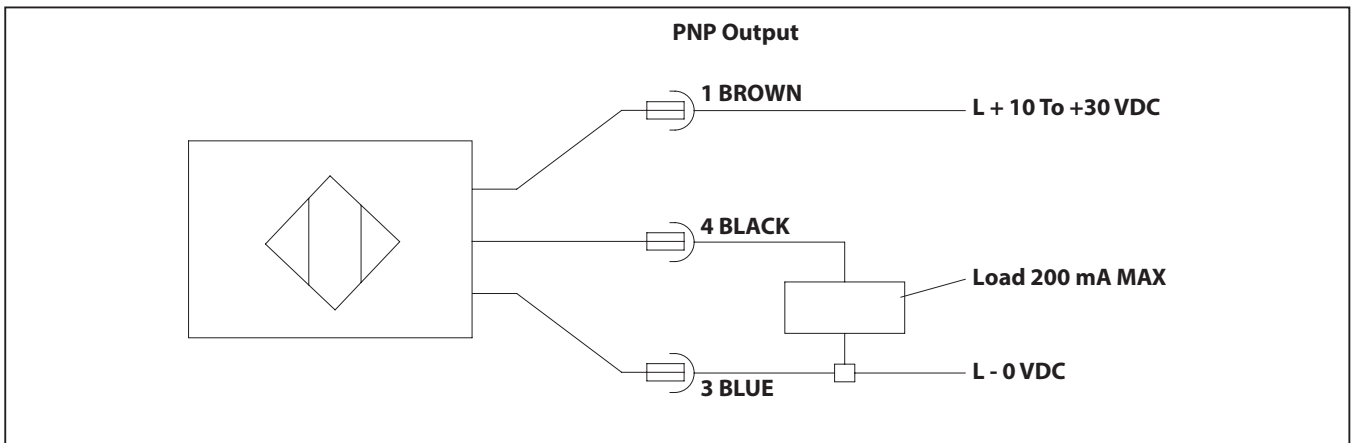 PNP Output
1 BROWN
L + 10 To +30 VDC
4 BLACK
Load 200 mA MAX
L - 0 VDC
3 BLUE